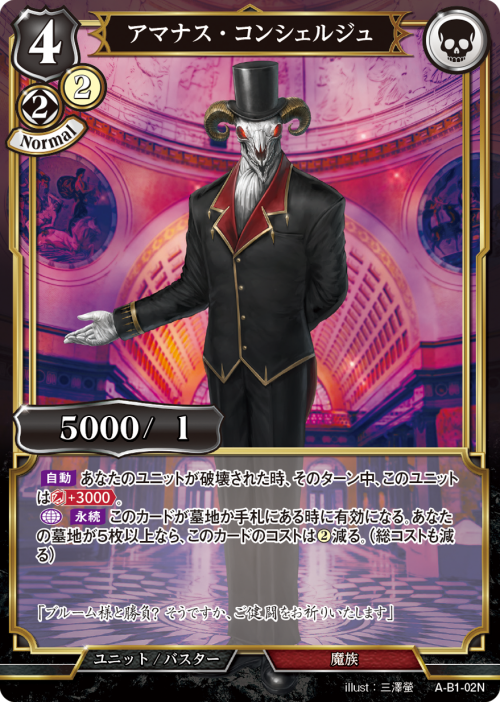 4
アマナス・コンシェルジュ
2
2
Normal
5000/ 1
自動 あなたのユニットが破壊された時、そのターン中、このユニット
は+3000。
永続 このカードが墓地か手札にある時に有効になる。あなた
の墓地が5枚以上なら、このカードのコストは2減る。（総コストも減
る）
「ブルーム様と勝負? そうですか、ご健闘をお祈りいたします」
ユニット / バスター
魔族
illust：三澤螢
A-B1-02N